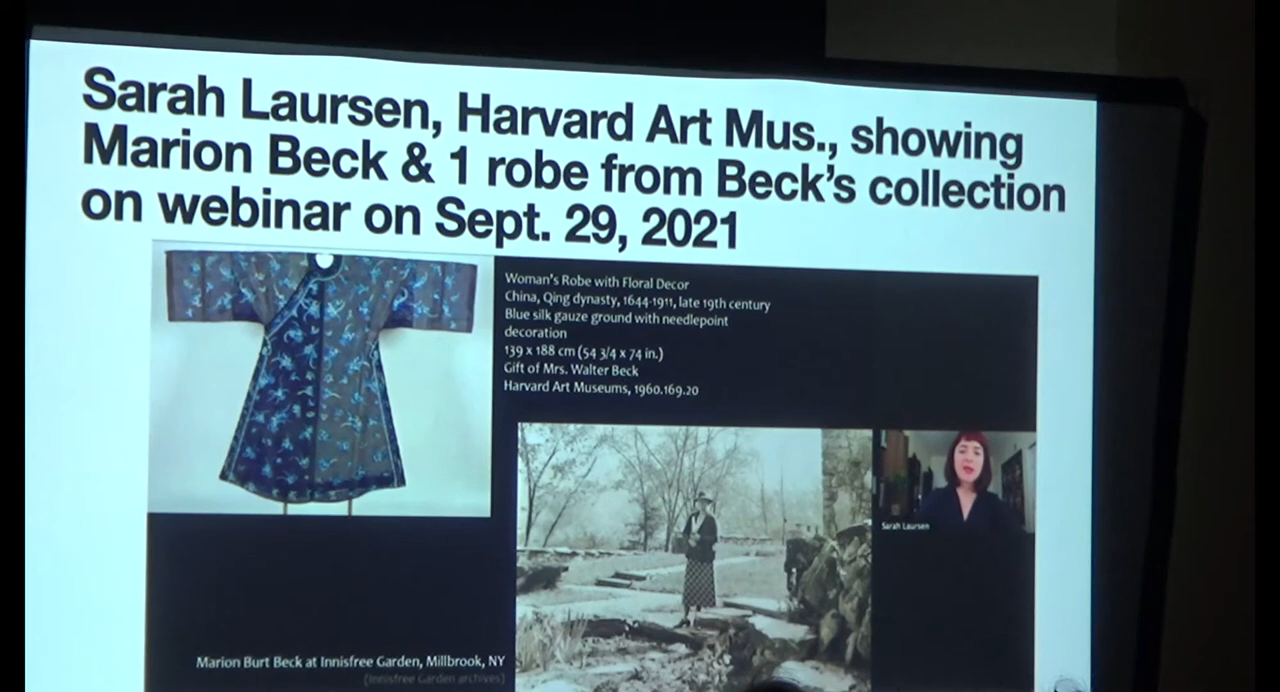 Sarah Laursen, Harvard Art Mus., showing
Marion Beck & 1 robe from Beck's collection
on webinar on Sept. 29, 2021
Woman's Robe with Floral Decor
China, Qing dynasty, 1644-1911, late 19th century
Blue silk gauze ground with needlepoint
decoration
139 x 188 cm (54 3/4 x 74 in.)
Gift of Mrs. Walter Beck
Harvard Art Museums, 1960.169.20
Sarah Laursen
Marion Burt Beck at Innisfree Garden, Millbrook, NY
(Innisfree Garden archives)